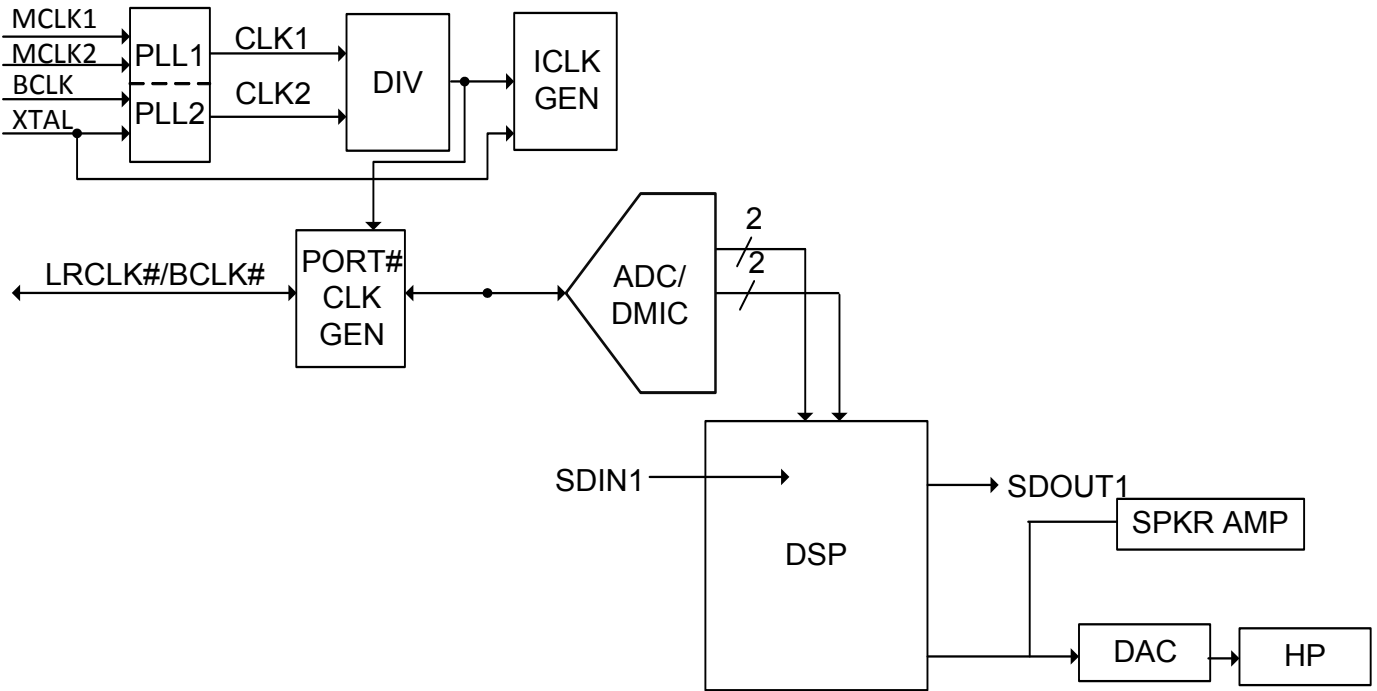 MCLK1
MCLK2
BCLK
XTAL
PLL1
PLL2
CLK1
CLK2
DIV
ICLK
GEN
LRCLK#/BCLK#
PORT#
CLK
GEN
ADC/
DMIC
2
2
SDIN1
DSP
SDOUT1
SPKR AMP
DAC
HP